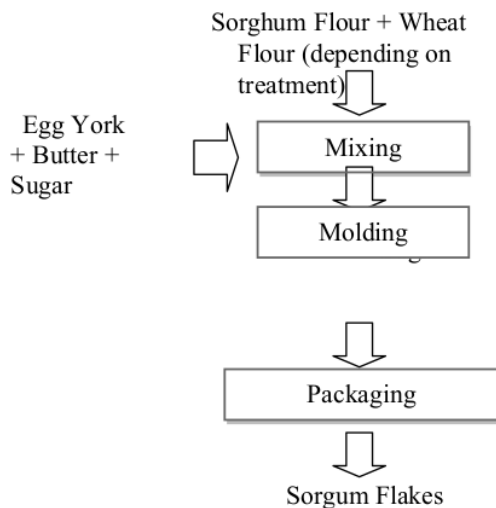 Sorghum Flour + Wheat
Flour (depending on
treatment)
Egg York
+ Butter +
Sugar
Mixing
Molding
Packaging
Sorgum Flakes